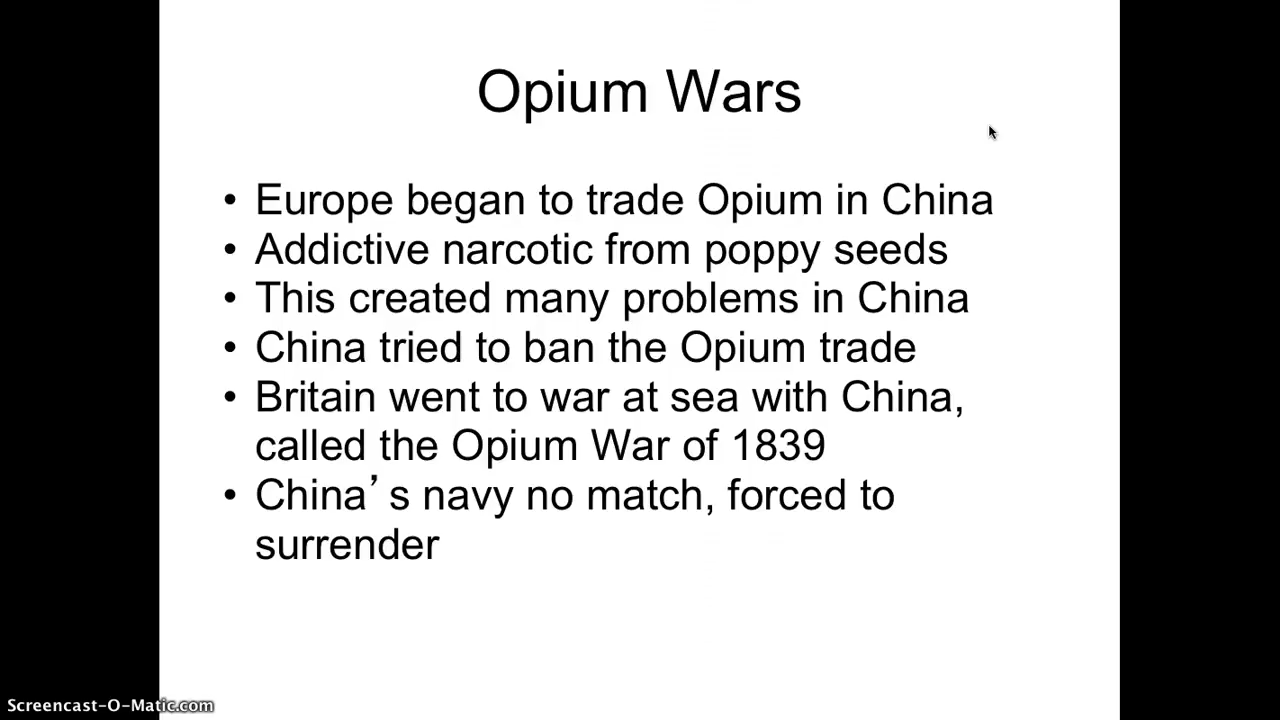 Opium Wars
• Europe began to trade Opium in China
• Addictive narcotic from poppy seeds
• This created many problems in China
• China tried to ban the Opium trade
• Britain went to war at sea with China,
called the Opium War of 1839
• China’s navy no match, forced to
surrender
Screencast-O-Matic.com